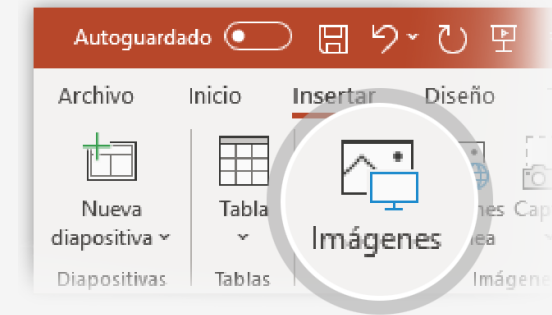 Autoguardado
Archivo Inicio Insertar Diseño
Nueva diapositiva
Tabla
Imágenes
Diapositivas Tablas